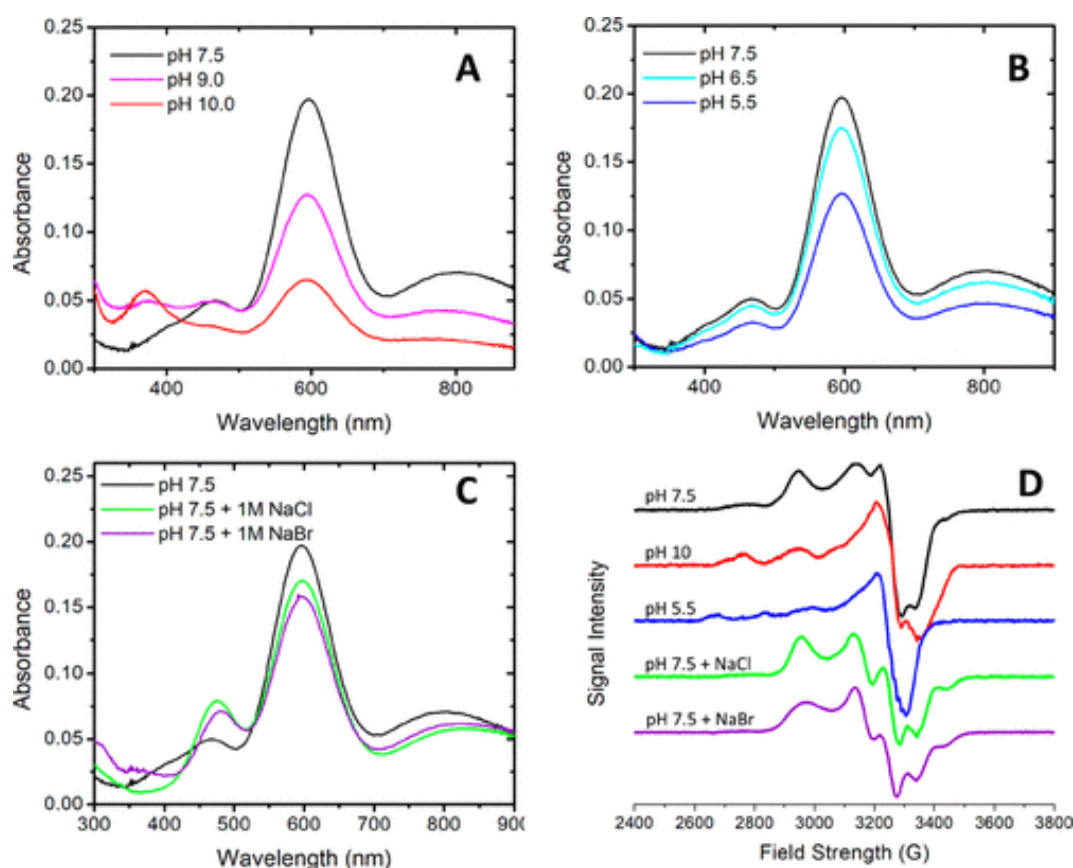 A
pH 7.5
pH 9.0
pH 10.0
0.25
0.20
0.15
0.10
0.05
0.00
Absorbance
400
600
800
Wavelength (nm)
B
pH 7.5
pH 6.5
pH 5.5
0.25
0.20
0.15
0.10
0.05
0.00
Absorbance
400
600
800
Wavelength (nm)
C
pH 7.5
pH 7.5 + 1M NaCl
pH 7.5 + 1M NaBr
0.25
0.20
0.15
0.10
0.05
0.00
Absorbance
300
400
500
600
700
800
900
Wavelength (nm)
D
pH 7.5
pH 10
pH 5.5
pH 7.5 + NaCl
pH 7.5 + NaBr
Signal Intensity
2400
2600
2800
3000
3200
3400
3600
3800
Field Strength (G)